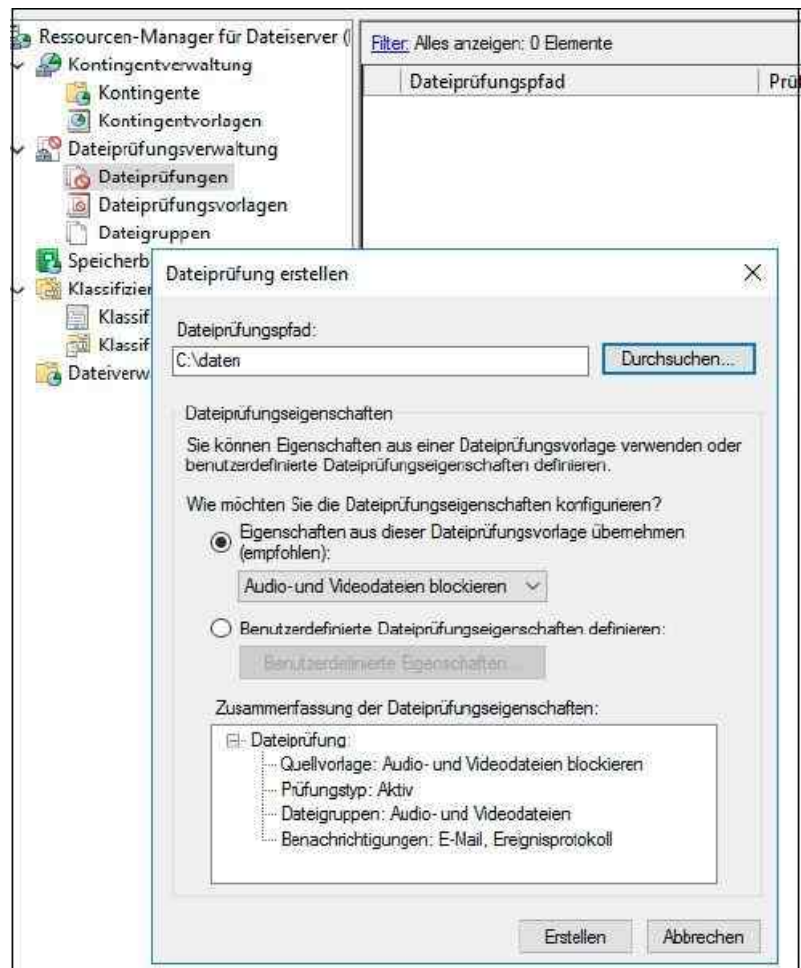 Ressourcen-Manager für Dateiserver (
Kontingentverwaltung
Kontingente
Kontingentvorlagen
Dateiprüfungsverwaltung
Dateiprüfungen
Dateiprüfungsvorlagen
Dateigruppen
Speicherb
Klassifizier
Klassif
Klassif
Dateiverw
Filter: Alles anzeigen: 0 Elemente
Dateiprüfungspfad
Prü
Dateiprüfung erstellen
Dateiprüfungspfad:
C:\daten
Durchsuchen...
Dateiprüfungseigenschaften
Sie können Eigenschaften aus einer Dateiprüfungsvorlage verwenden oder
benutzerdefinierte Dateiprüfungseigenschaften definieren.
Wie möchten Sie die Dateiprüfungseigenschaften konfigurieren?
Eigenschaften aus dieser Dateiprüfungsvorlage übernehmen
(empfohlen):
Audio-und Videodateien blockieren
Benutzerdefinierte Dateiprüfungseigenschaften definieren:
Benutzerdefinierte Eigenschaften...
Zusammenfassung der Dateiprüfungseigenschaften:
Dateiprüfung:
Quellvorlage: Audio- und Videodateien blockieren
Prüfungstyp: Aktiv
Dateigruppen: Audio- und Videodateien
Benachrichtigungen: E-Mail, Ereignisprotokoll
Erstellen
Abbrechen